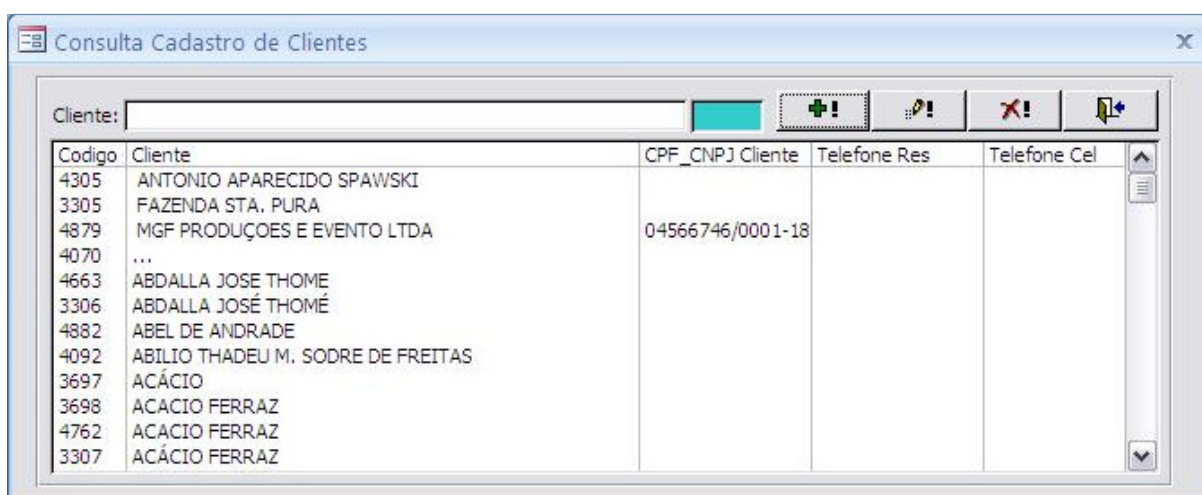 Consulta Cadastro de Clientes
Cliente:
Codigo Cliente CPF_CNPJ Cliente Telefone Res Telefone Cel
4305 ANTONIO APARECIDO SPAWSKI
3305 FAZENDA STA. PURA
4879 MGF PRODUÇOES E EVENTO LTDA 04566746/0001-18
4070 ...
4663 ABDALLA JOSE THOME
3306 ABDALLA JOSÉ THOMÉ
4882 ABEL DE ANDRADE
4092 ABILIO THADEU M. SODRE DE FREITAS
3697 ACÁCIO
3698 ACACIO FERRAZ
4762 ACACIO FERRAZ
3307 ACÁCIO FERRAZ